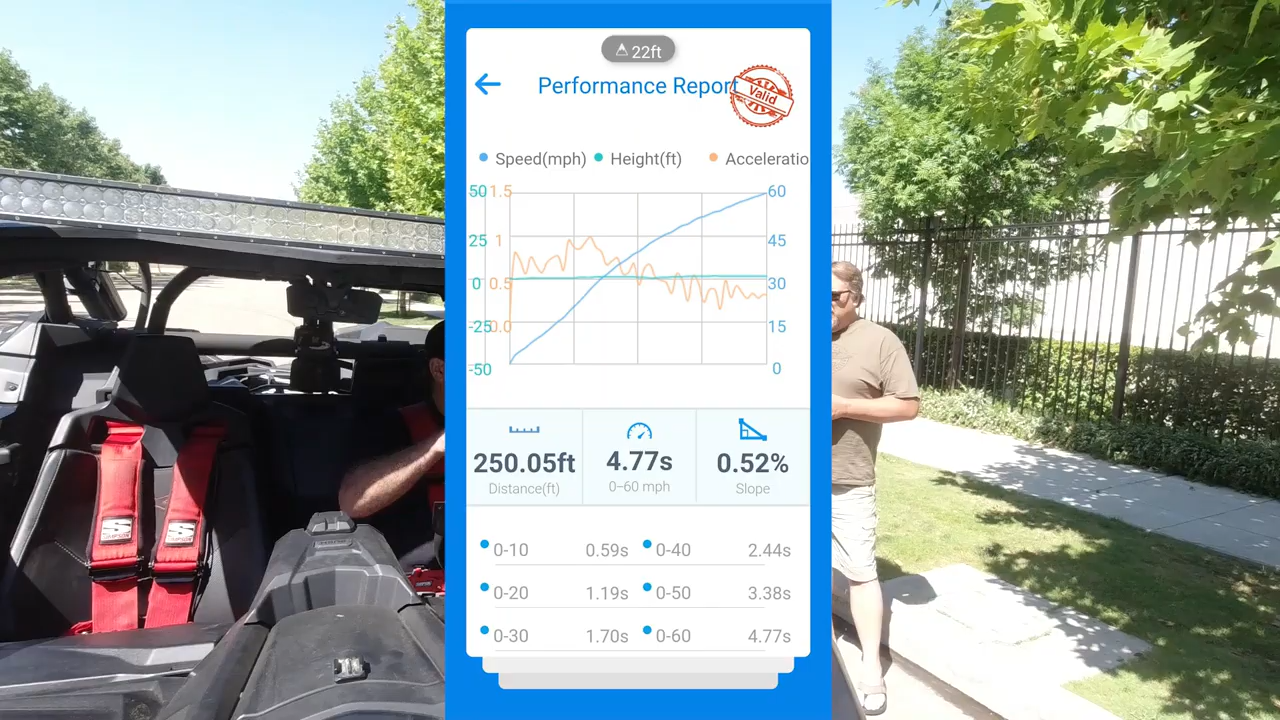 22ft
Performance Report
Valid
Speed(mph) Height(ft) Acceleratio
50 1.5 60
25 1 45
0 0.5 30
-25 0.0 15
-50 0
250.05ft 4.77s 0.52%
Distance(ft) 0-60 mph Slope
0-10 0.59s 0-40 2.44s
0-20 1.19s 0-50 3.38s
0-30 1.70s 0-60 4.77s
S S